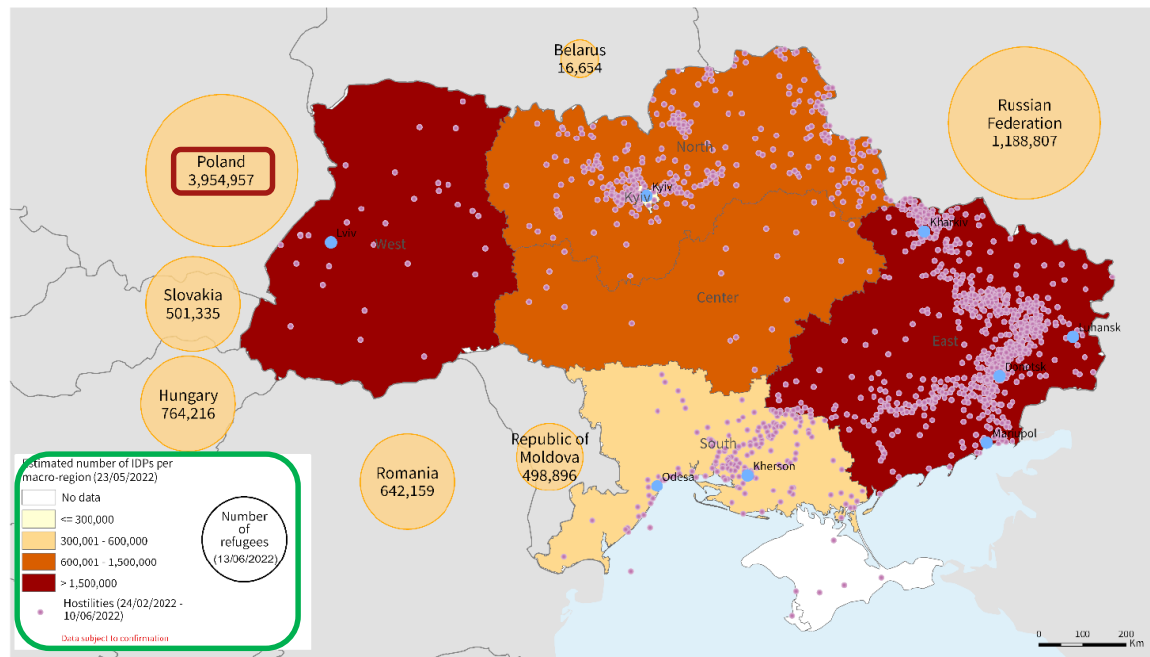 Belarus
16,654
Russian
Federation
1,188,807
Poland
3,954,957
North
Kyiv
Kyiv
Kharkiv
Lviv
West
Slovakia
501,335
Center
Luhansk
East
Donetsk
Hungary
764,216
Mariupol
South
Republic of
Moldova
498,896
Kherson
Odesa
Romania
642,159
Estimated number of IDPs per
macro-region (23/05/2022)
No data
<= 300,000
300,001 - 600,000
600,001 - 1,500,000
> 1,500,000
Hostilities (24/02/2022 -
10/06/2022)
Data subject to confirmation
Number
of
refugees
(13/06/2022)
0 100 200
Km